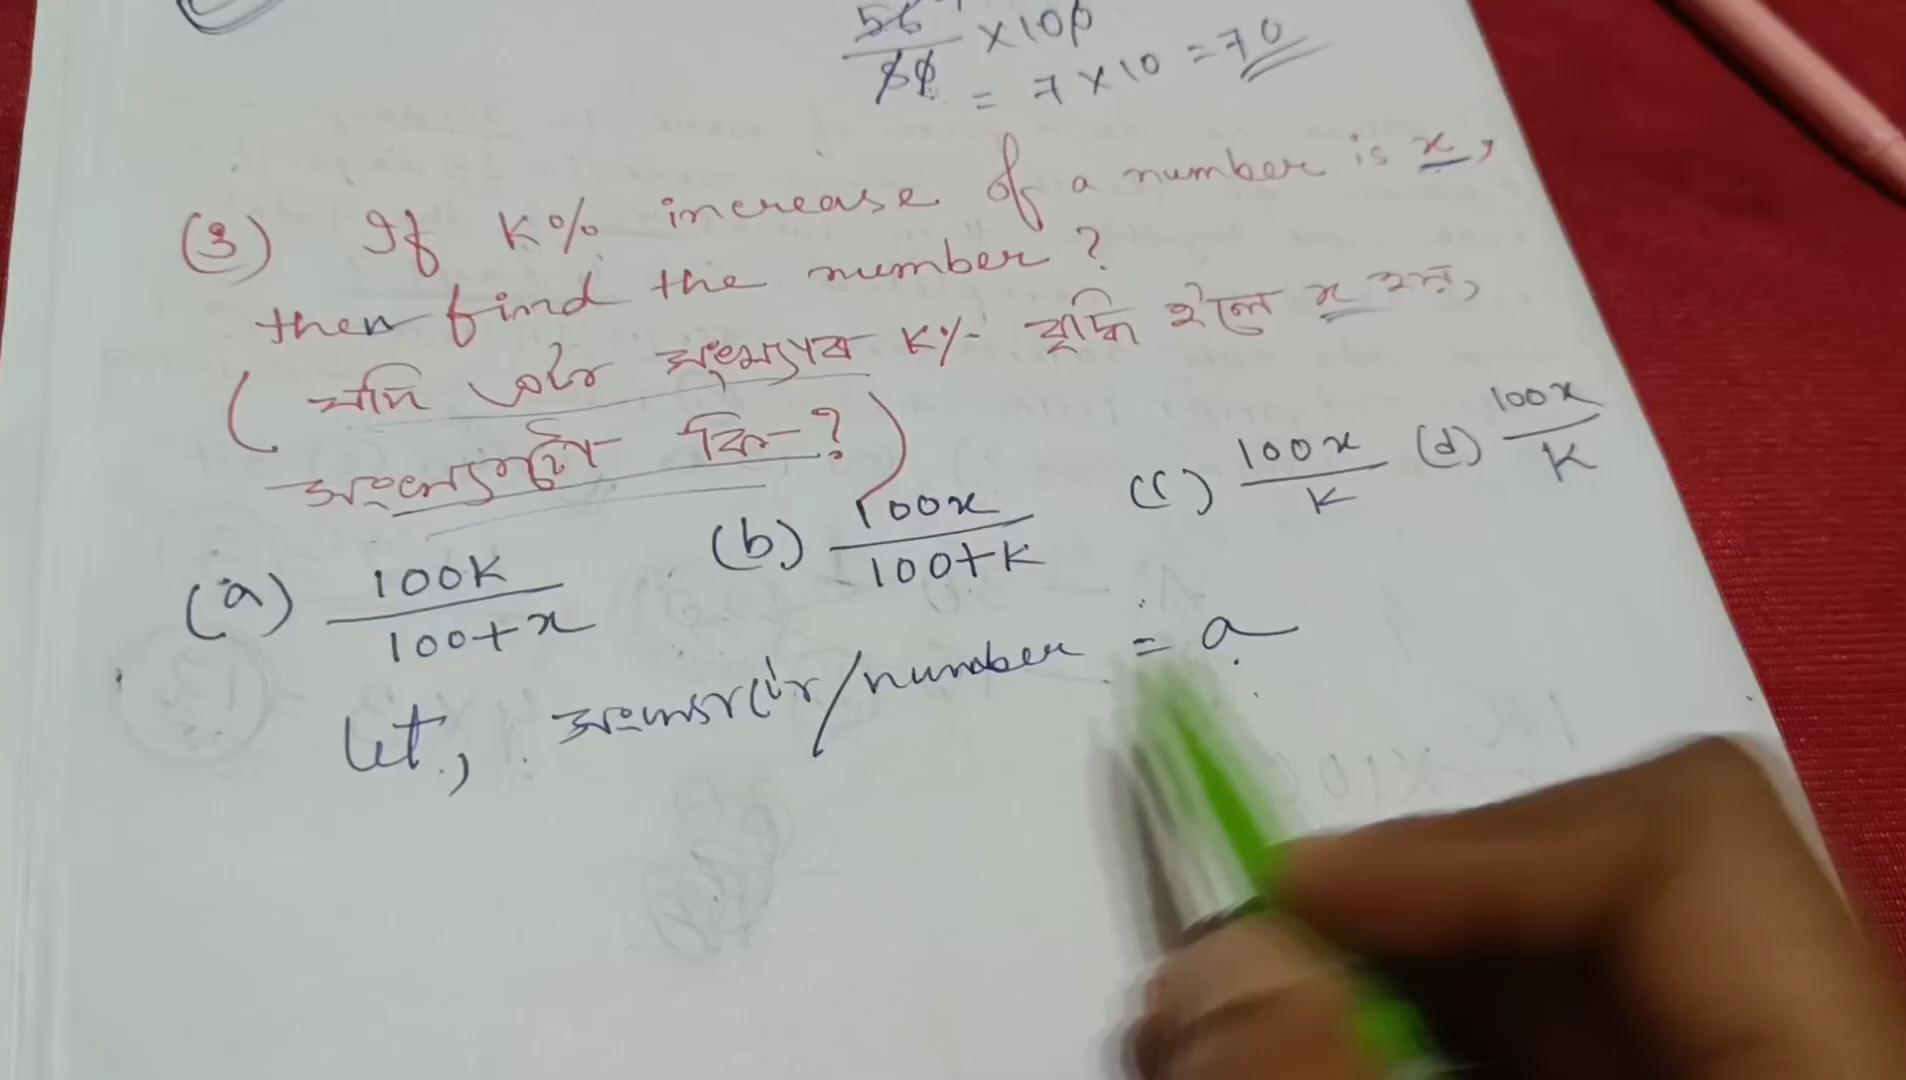 56/80 × 100
= 7 × 10 = 70
(3) If K% increase of a number is x,
then find the number?
( যদি কোন সংখ্যাৰ K% বৃদ্ধি হলে x হয়,
সংখ্যাটো কি-?)
(a) 100K/100+x (b) 100x/100+K (c) 100x/K (d) 100x/K
Let, /number = a